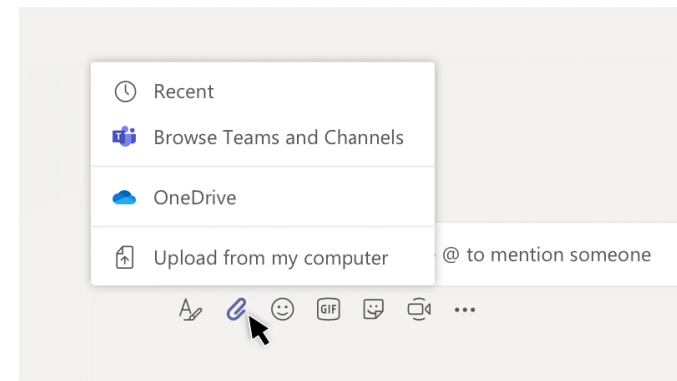 Recent
Browse Teams and Channels
OneDrive
Upload from my computer
@ to mention someone
GIF